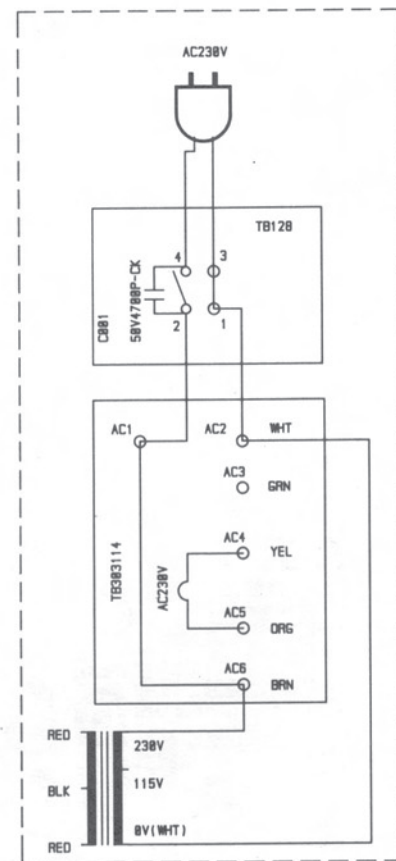 AC230V
TB128
4
3
C001
50V4700P-CK
2
1
AC1
AC2
WHT
AC3
GRN
TB303114
AC230V
AC4
YEL
AC5
ORG
AC6
BRN
RED
230V
BLK
115V
0V(WHT)
RED